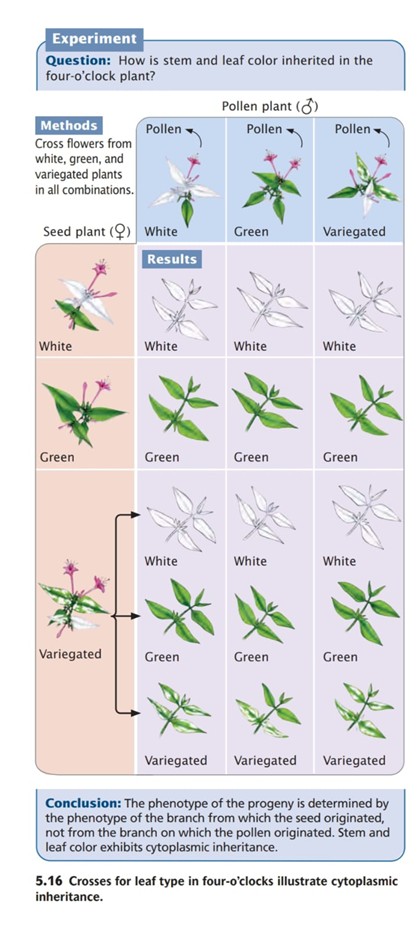 Experiment
Question: How is stem and leaf color inherited in the
four-o’clock plant?
Pollen plant (♂)
Methods
Cross flowers from
white, green, and
variegated plants
in all combinations.
Pollen Pollen Pollen
Seed plant (♀) White Green Variegated
Results
White White White White
Green Green Green Green
White White White
Variegated Green Green Green
Variegated Variegated Variegated
Conclusion: The phenotype of the progeny is determined by
the phenotype of the branch from which the seed originated,
not from the branch on which the pollen originated. Stem and
leaf color exhibits cytoplasmic inheritance.
5.16 Crosses for leaf type in four-o’clocks illustrate cytoplasmic
inheritance.